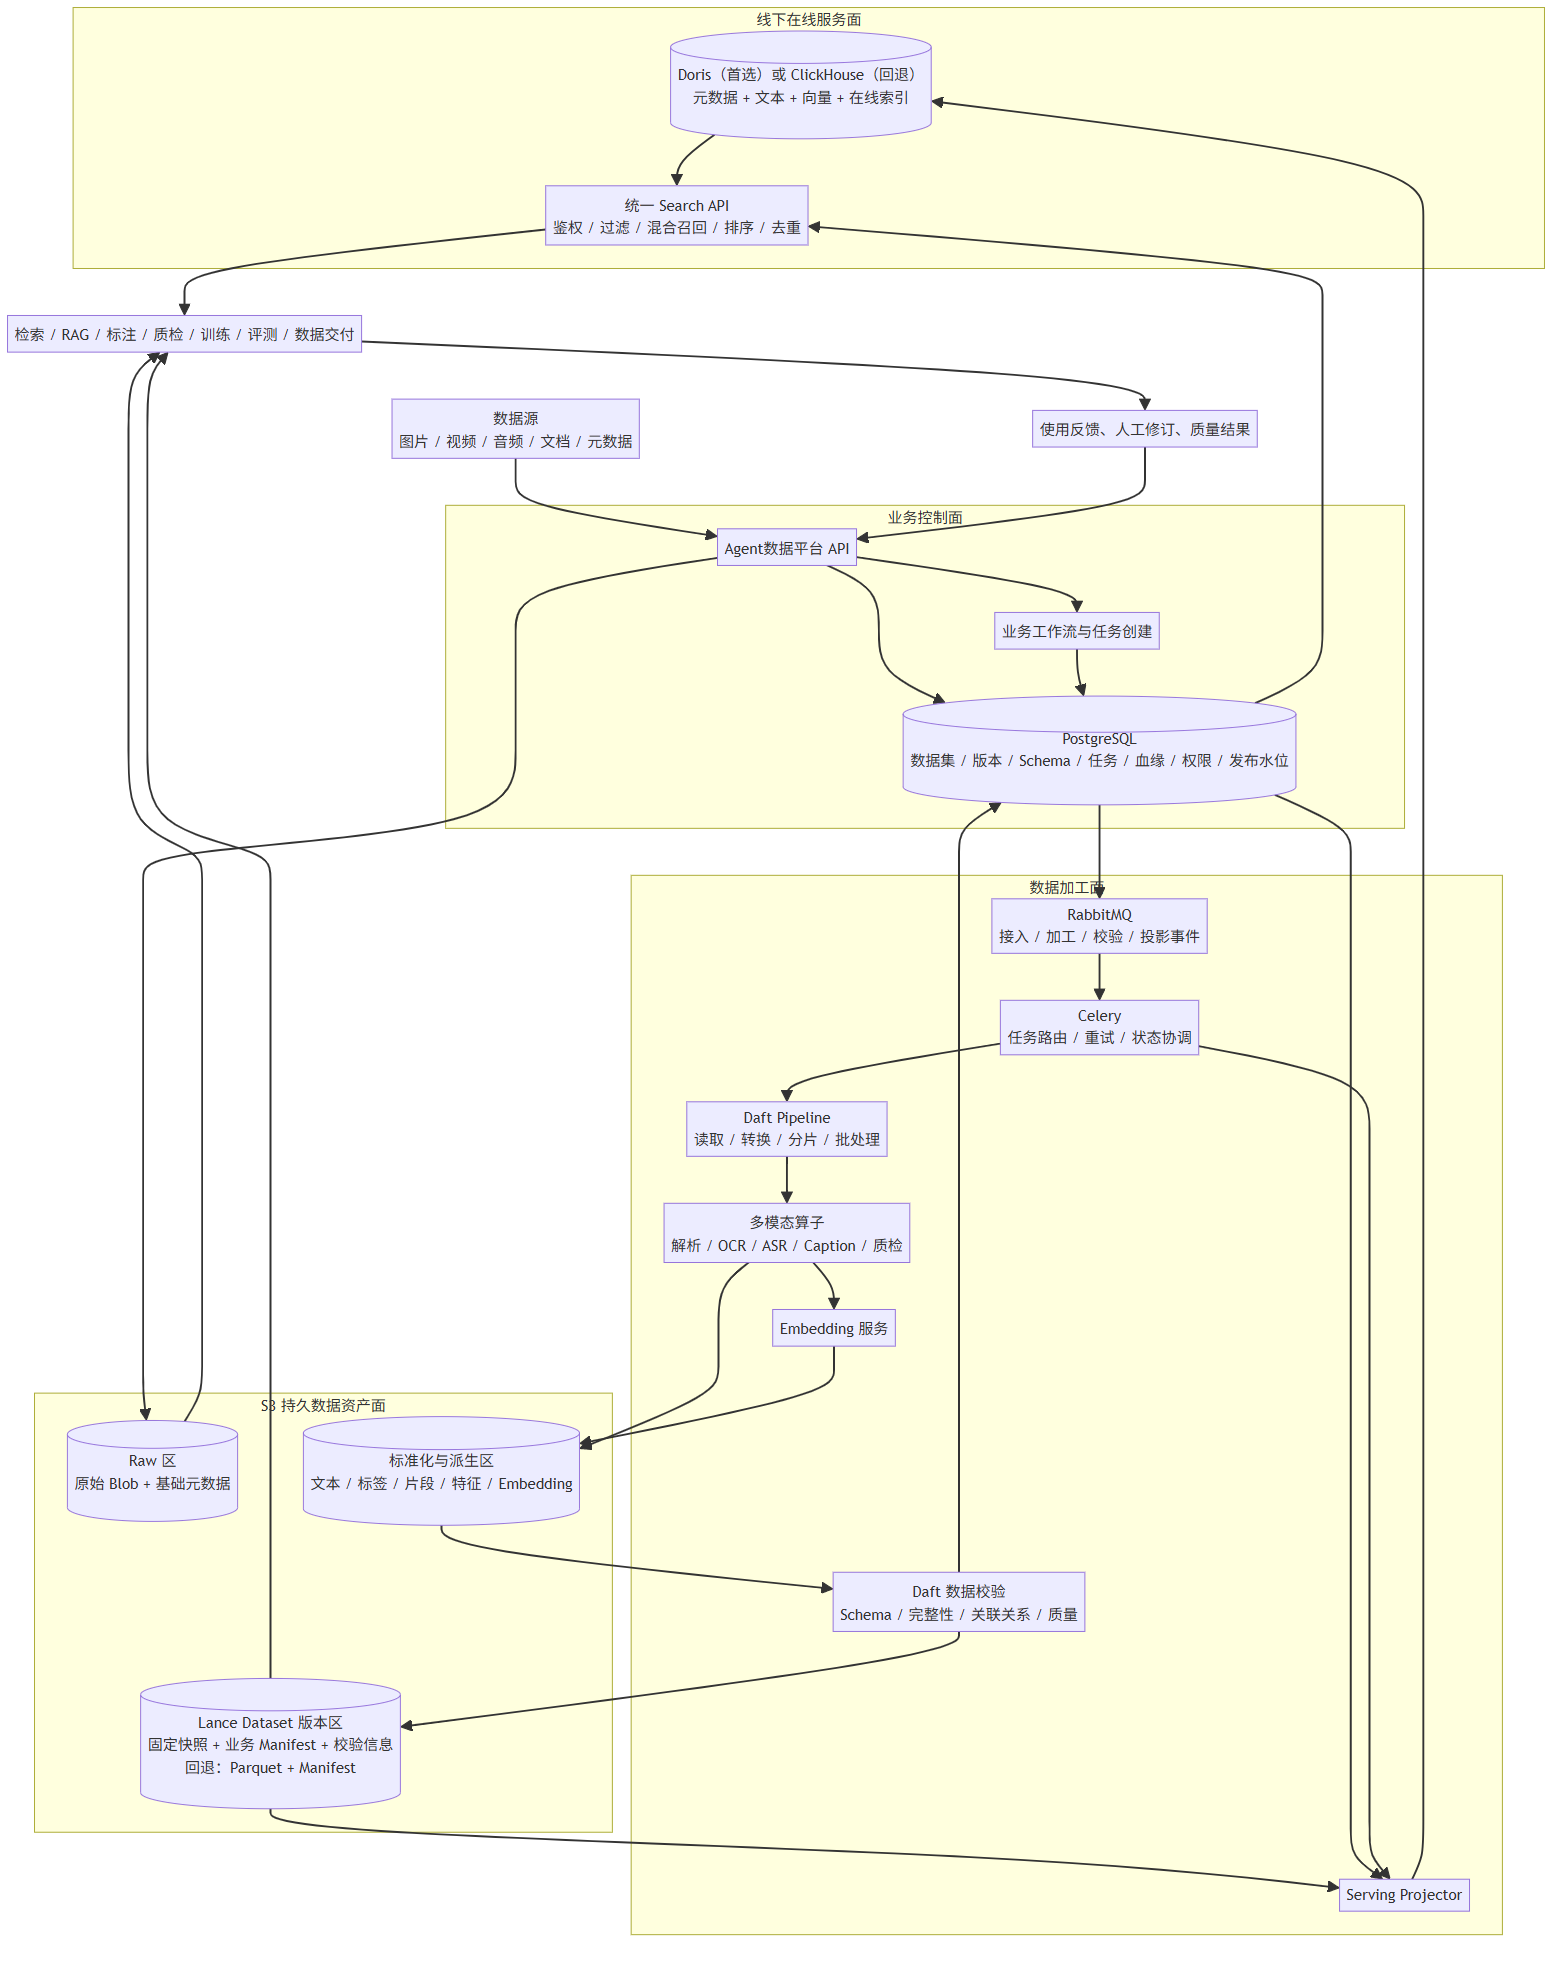 线下在线服务面
Doris（首选）或 ClickHouse（回退）
元数据 + 文本 + 向量 + 在线索引
统一 Search API
鉴权 / 过滤 / 混合召回 / 排序 / 去重
检索 / RAG / 标注 / 质检 / 训练 / 评测 / 数据交付
数据源
图片 / 视频 / 音频 / 文档 / 元数据
使用反馈、人工修订、质量结果
业务控制面
Agent数据平台 API
业务工作流与任务创建
PostgreSQL
数据集 / 版本 / Schema / 任务 / 血缘 / 权限 / 发布水位
数据加工面
RabbitMQ
接入 / 加工 / 校验 / 投影事件
Celery
任务路由 / 重试 / 状态协调
Daft Pipeline
读取 / 转换 / 分片 / 批处理
多模态算子
解析 / OCR / ASR / Caption / 质检
Embedding 服务
S3 持久数据资产面
Raw 区
原始 Blob + 基础元数据
标准化与派生区
文本 / 标签 / 片段 / 特征 / Embedding
Daft 数据校验
Schema / 完整性 / 关联关系 / 质量
Lance Dataset 版本区
固定快照 + 业务 Manifest + 校验信息
回退：Parquet + Manifest
Serving Projector